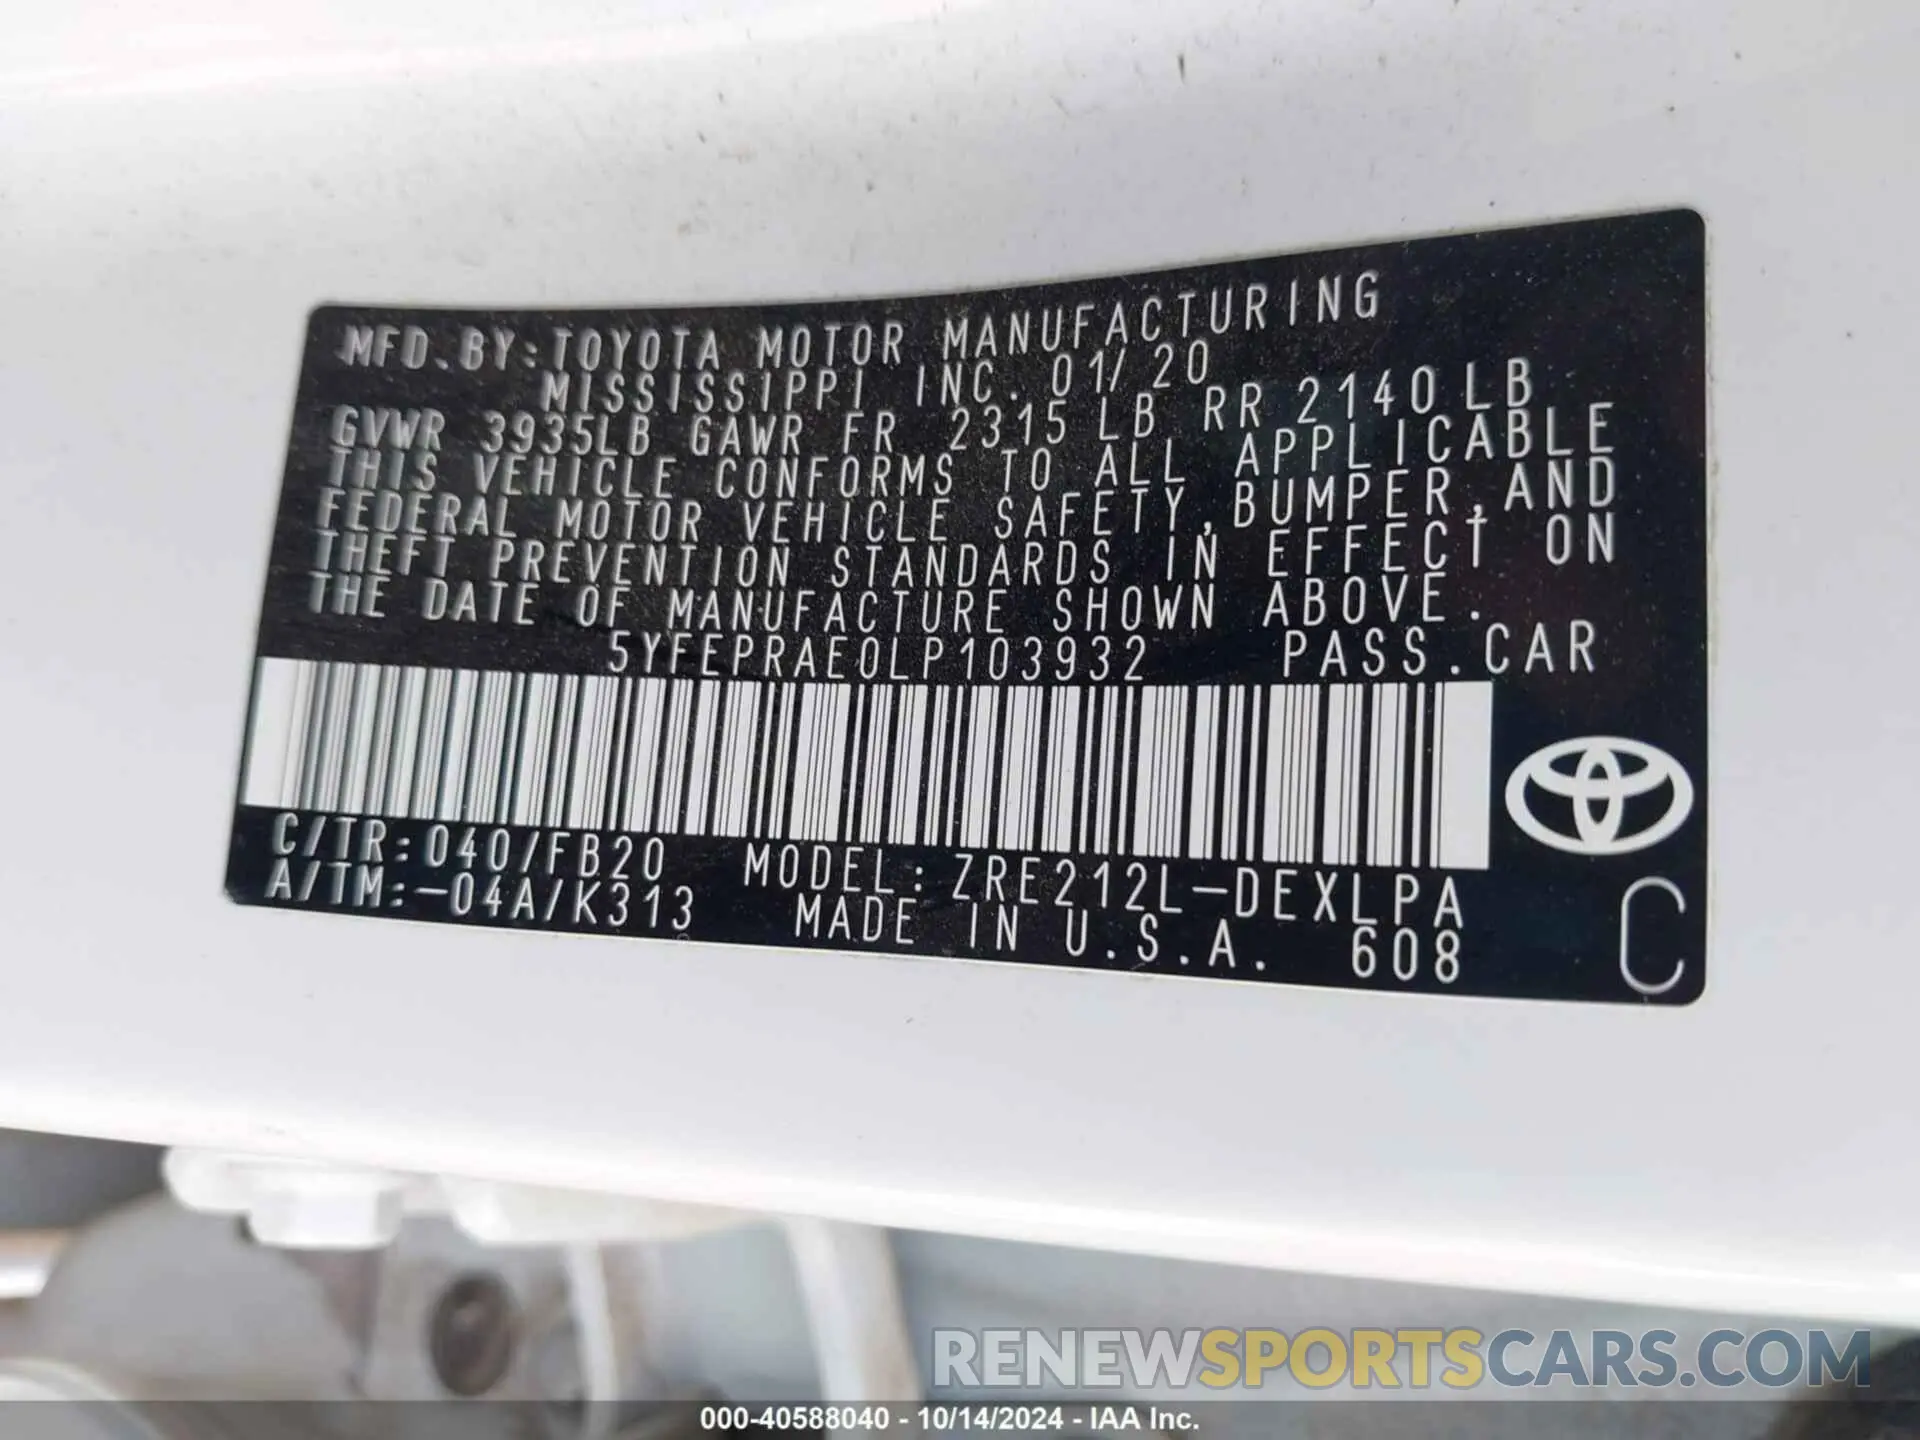 MFD. BY: TOYOTA MOTOR MANUFACTURING
MISSISSIPPI INC. 01/20
GVWR 3935LB GAWR FR 2315 LB RR 2140 LB
THIS VEHICLE CONFORMS TO ALL APPLICABLE
FEDERAL MOTOR VEHICLE SAFETY, BUMPER, AND
THEFT PREVENTION STANDARDS IN EFFECT ON
THE DATE OF MANUFACTURE SHOWN ABOVE.
5YFEPRAE0LP103932 PASS. CAR
C/TR: 040/FB20 MODEL: ZRE212L-DEXLPA
A/TM: -04A/K313 MADE IN U.S.A. 608
C
RENEWSPORTSCARS.COM
000-40588040 - 10/14/2024 - IAA Inc.